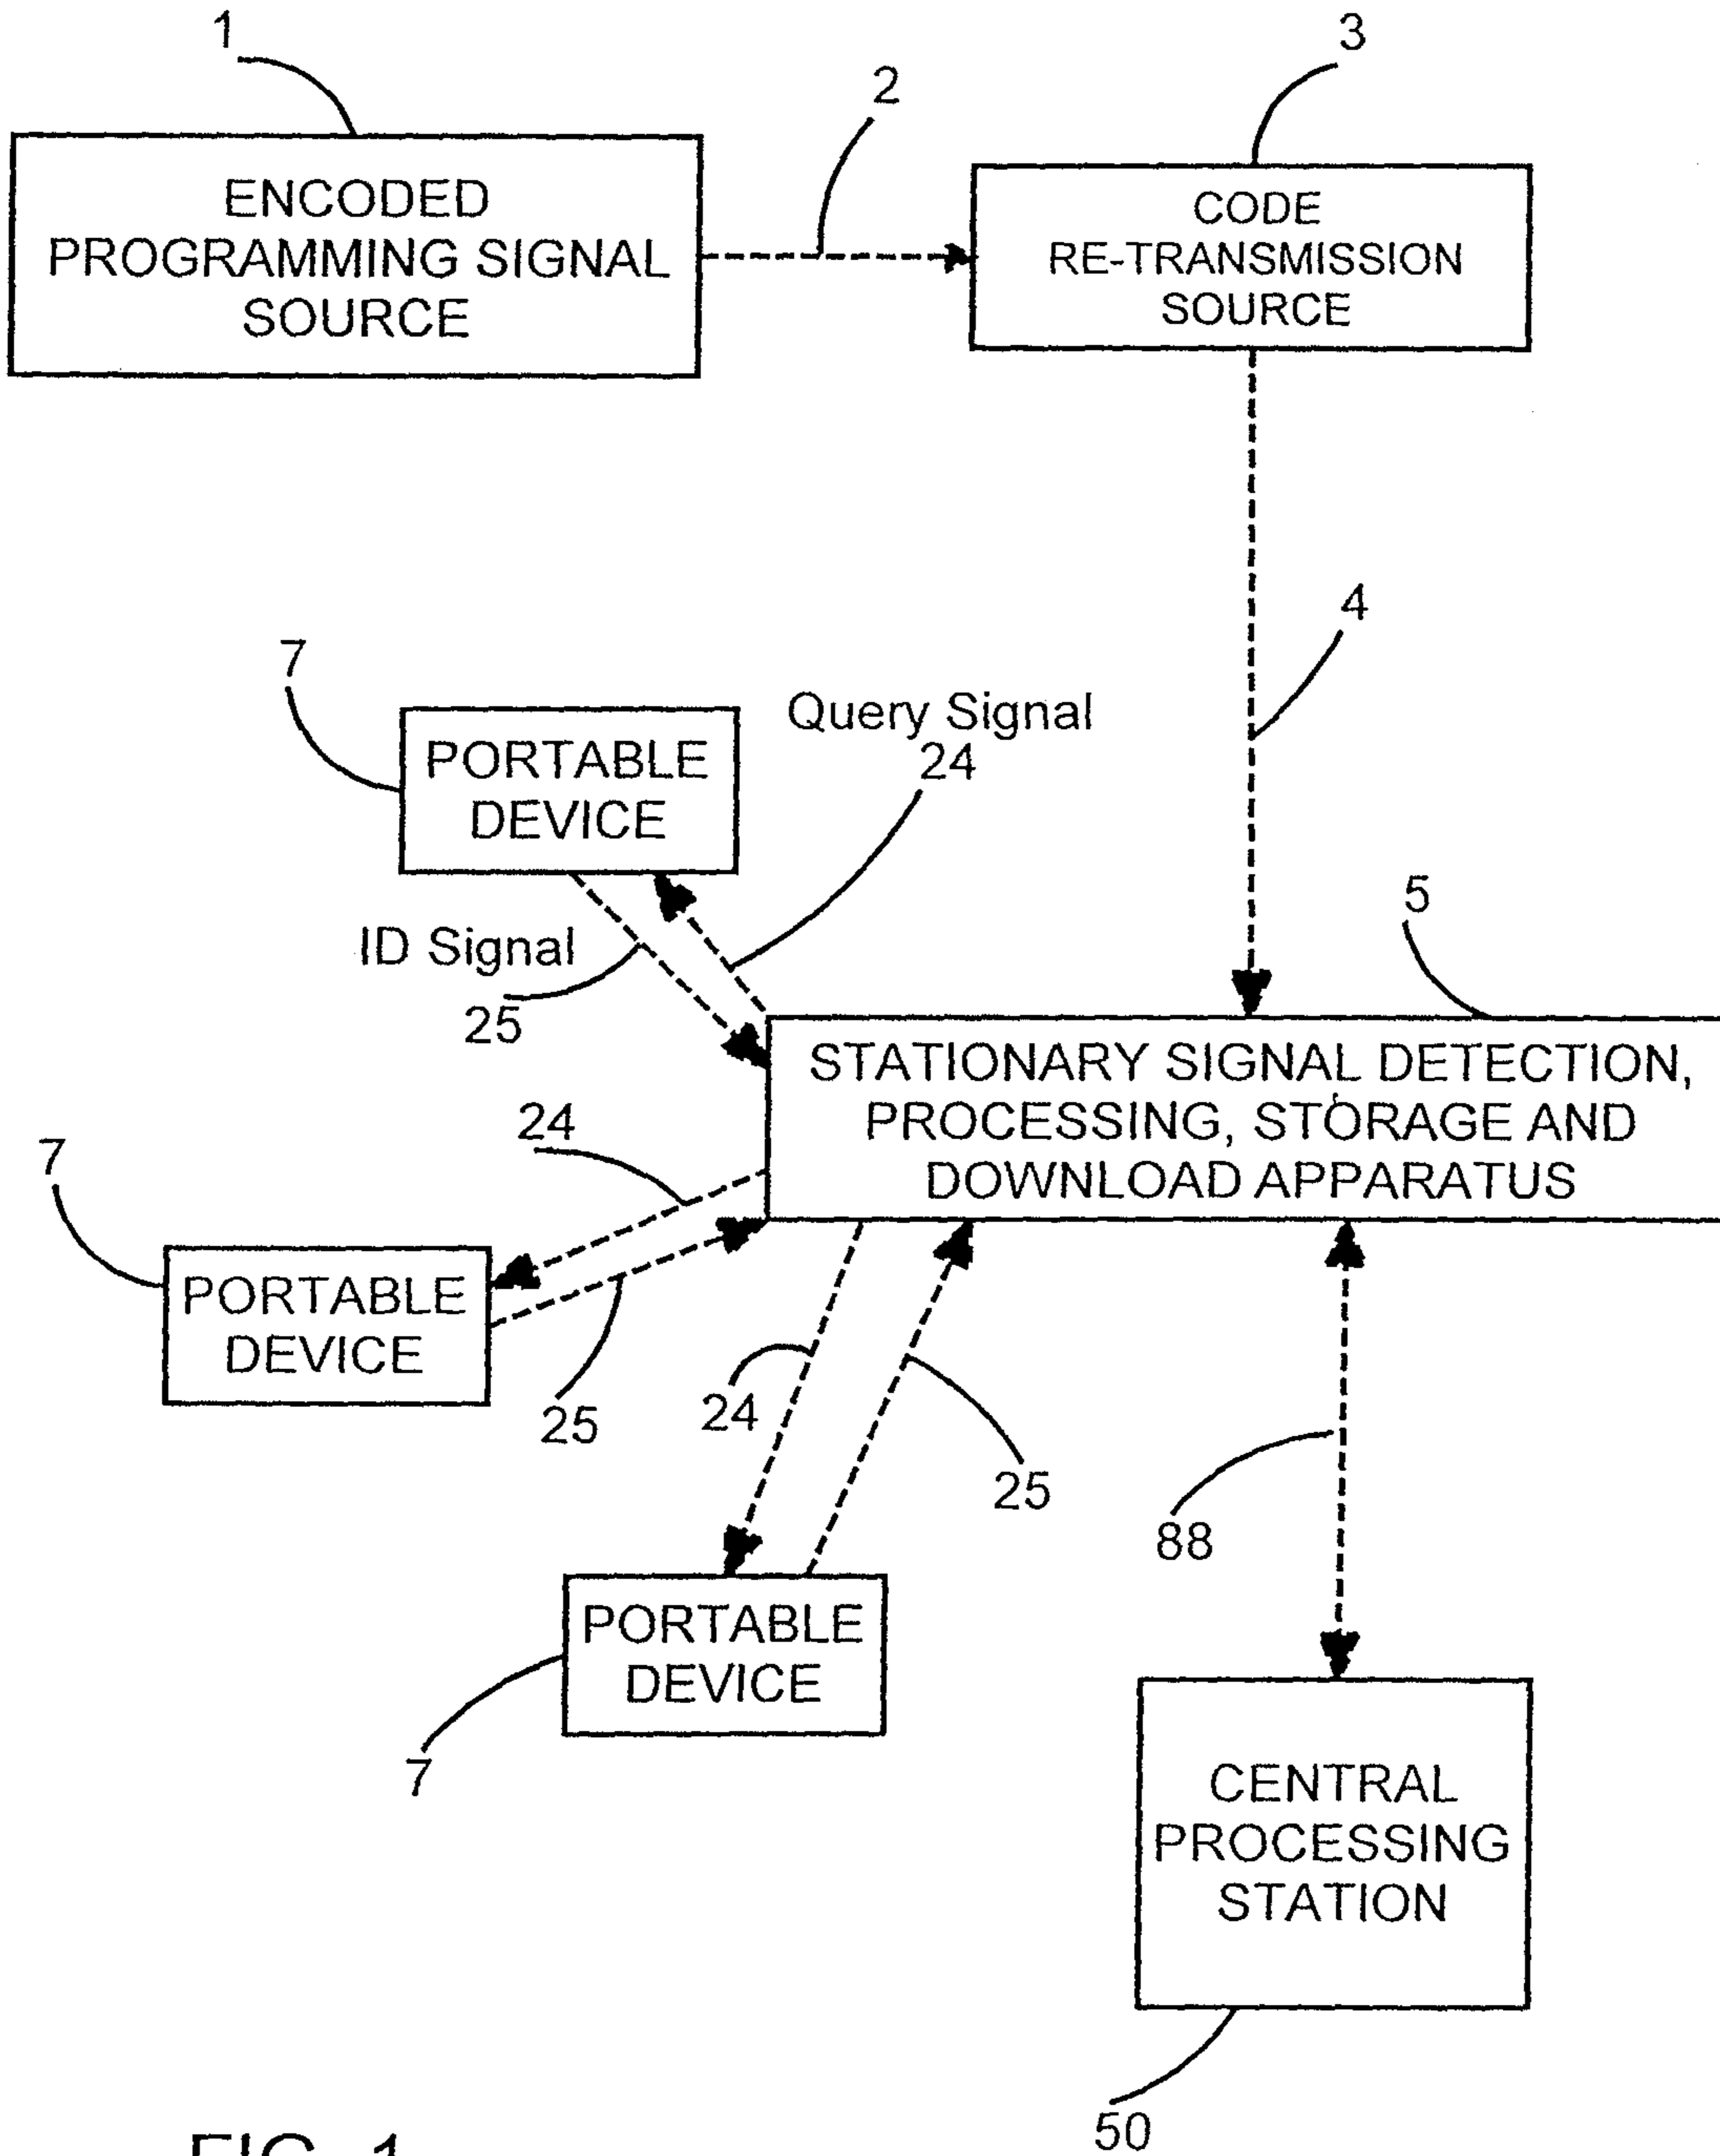 1
2
3
ENCODED
PROGRAMMING SIGNAL
SOURCE
CODE
RE-TRANSMISSION
SOURCE
4
7
Query Signal
24
PORTABLE
DEVICE
5
ID Signal
25
STATIONARY SIGNAL DETECTION,
PROCESSING, STORAGE AND
DOWNLOAD APPARATUS
24
7
PORTABLE
DEVICE
25
24
25
88
PORTABLE
DEVICE
7
CENTRAL
PROCESSING
STATION
50
FIG. 1